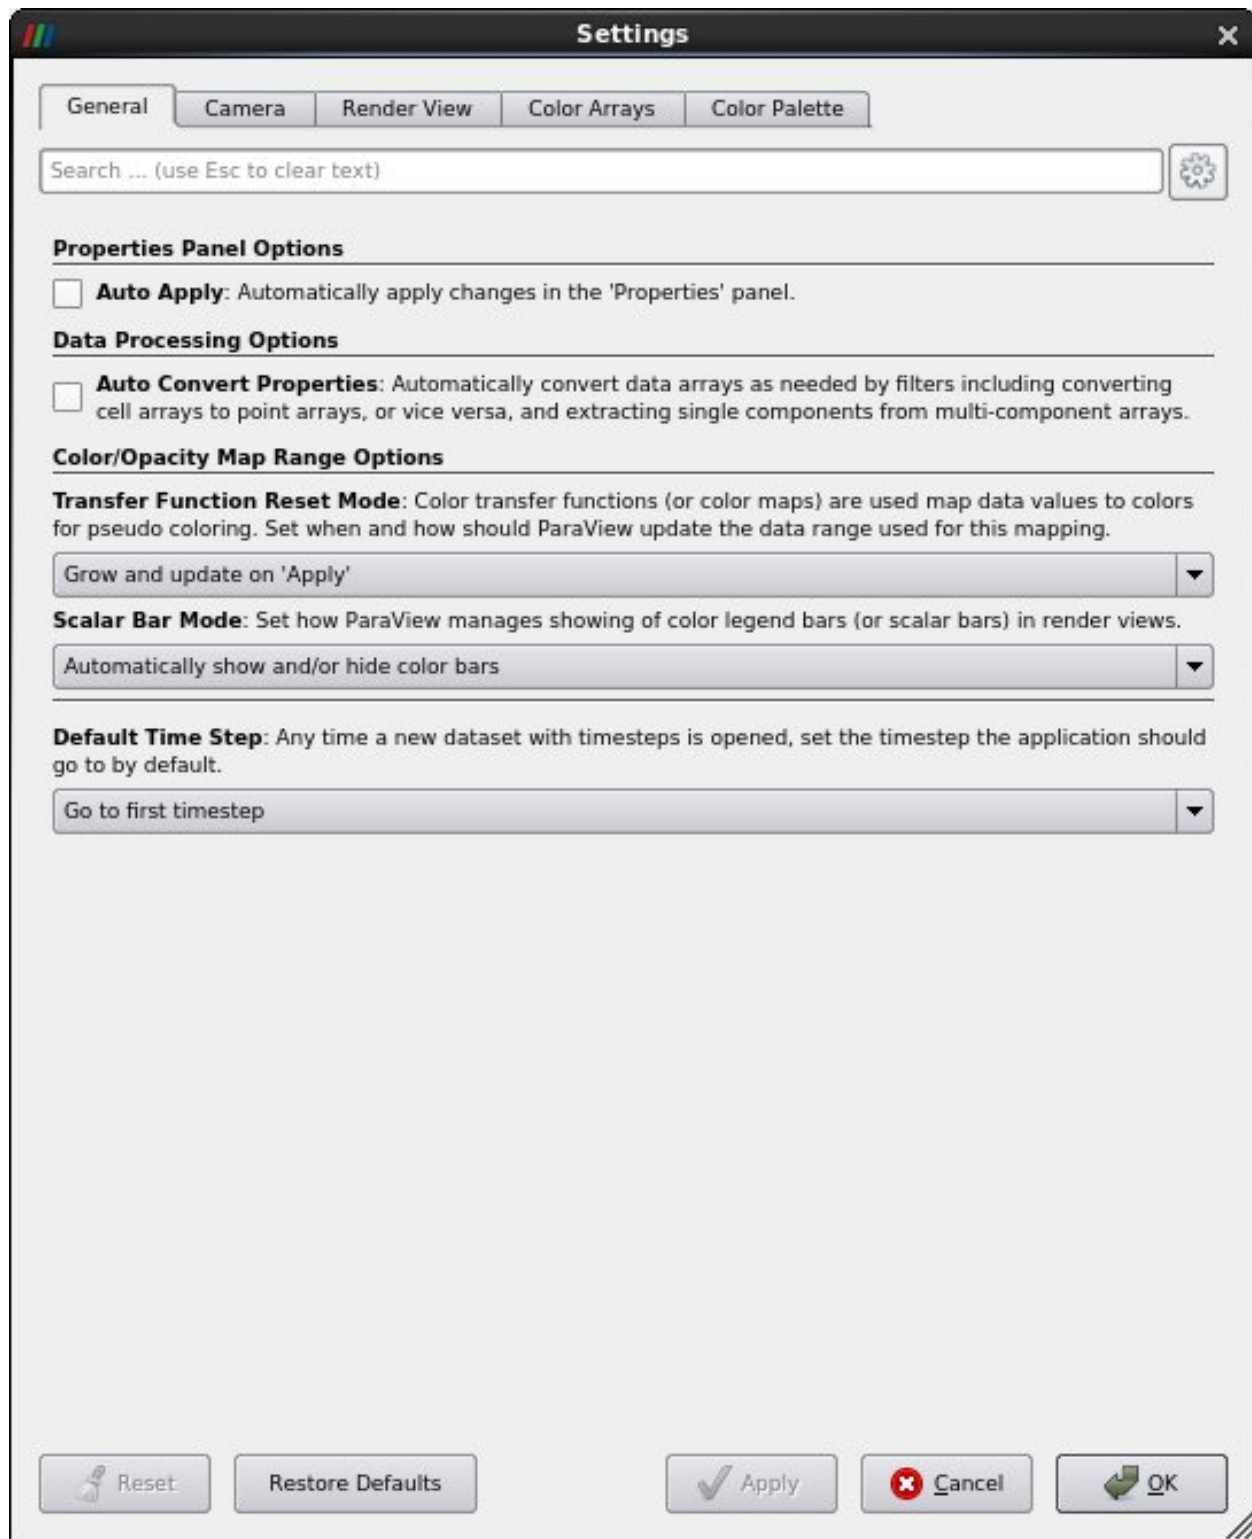 Settings
General
Camera
Render View
Color Arrays
Color Palette
Search ... (use Esc to clear text)
Properties Panel Options
Auto Apply: Automatically apply changes in the 'Properties' panel.
Data Processing Options
Auto Convert Properties: Automatically convert data arrays as needed by filters including converting
cell arrays to point arrays, or vice versa, and extracting single components from multi-component arrays.
Color/Opacity Map Range Options
Transfer Function Reset Mode: Color transfer functions (or color maps) are used map data values to colors
for pseudo coloring. Set when and how should ParaView update the data range used for this mapping.
Grow and update on 'Apply'
Scalar Bar Mode: Set how ParaView manages showing of color legend bars (or scalar bars) in render views.
Automatically show and/or hide color bars
Default Time Step: Any time a new dataset with timesteps is opened, set the timestep the application should
go to by default.
Go to first timestep
Reset
Restore Defaults
Apply
Cancel
OK